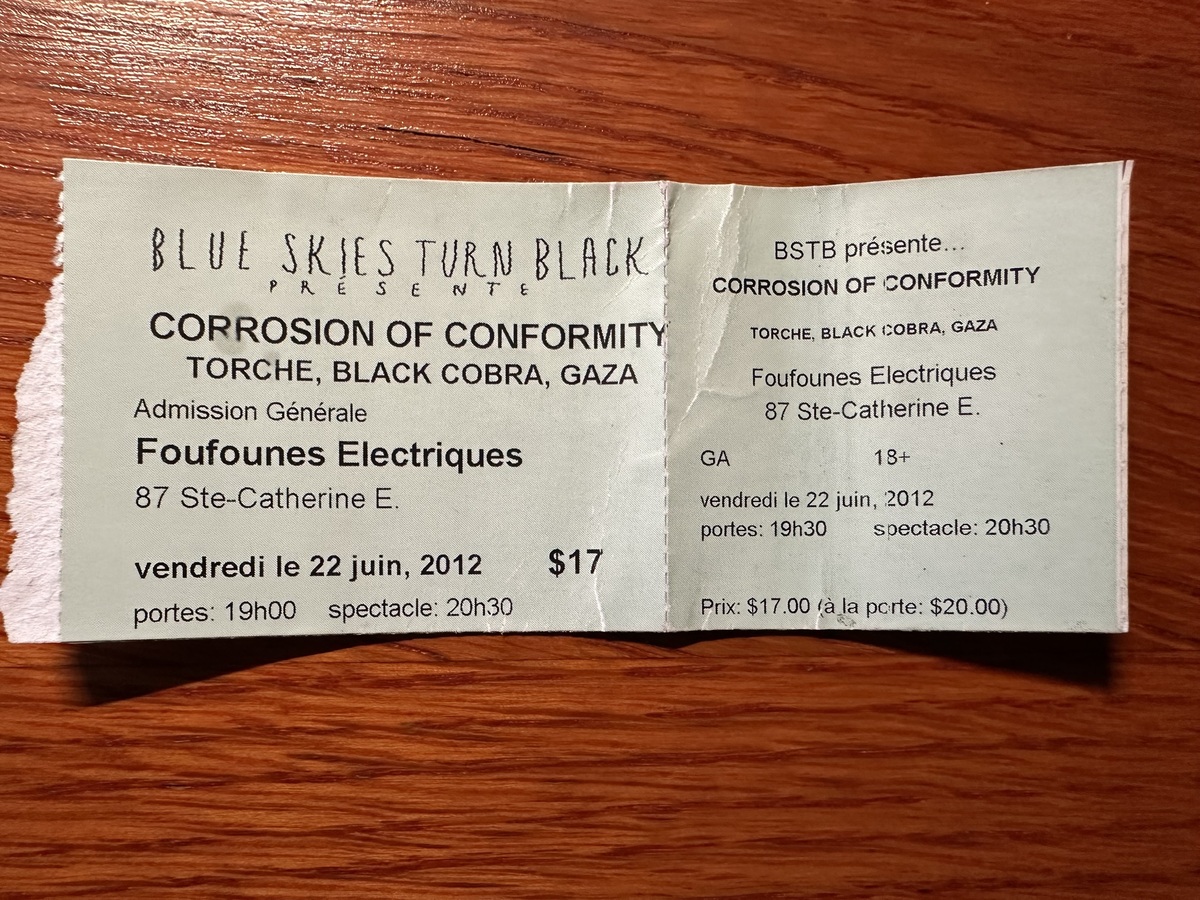 BLUE SKIES TURN BLACK
PRÉSENTE
CORROSION OF CONFORMITY
TORCHE, BLACK COBRA, GAZA
Admission Générale
Foufounes Electriques
87 Ste-Catherine E.
vendredi le 22 juin, 2012 $17
portes: 19h00 spectacle: 20h30
BSTB présente...
CORROSION OF CONFORMITY
TORCHE, BLACK COBRA, GAZA
Foufounes Electriques
87 Ste-Catherine E.
GA 18+
vendredi le 22 juin, 2012
portes: 19h30 spectacle: 20h30
Prix: $17.00 (à la porte: $20.00)